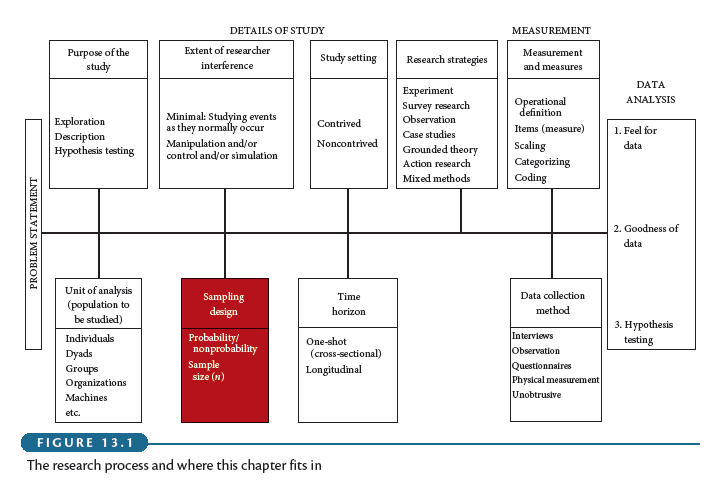 DETAILS OF STUDY
MEASUREMENT
Purpose of the
study
Exploration
Description
Hypothesis testing
Extent of researcher
interference
Minimal: Studying events
as they normally occur
Manipulation and/or
control and/or simulation
Study setting
Contrived
Noncontrived
Research strategies
Experiment
Survey research
Observation
Case studies
Grounded theory
Action research
Mixed methods
Measurement
and measures
Operational
definition
Items (measure)
Scaling
Categorizing
Coding
DATA
ANALYSIS
1. Feel for
data
2. Goodness of
data
3. Hypothesis
testing
PROBLEM STATEMENT
Unit of analysis
(population to
be studied)
Individuals
Dyads
Groups
Organizations
Machines
etc.
Sampling
design
Probability/
nonprobability
Sample
size (n)
Time
horizon
One-shot
(cross-sectional)
Longitudinal
Data collection
method
Interviews
Observation
Questionnaires
Physical measurement
Unobtrusive
FIGURE 13.1
The research process and where this chapter fits in